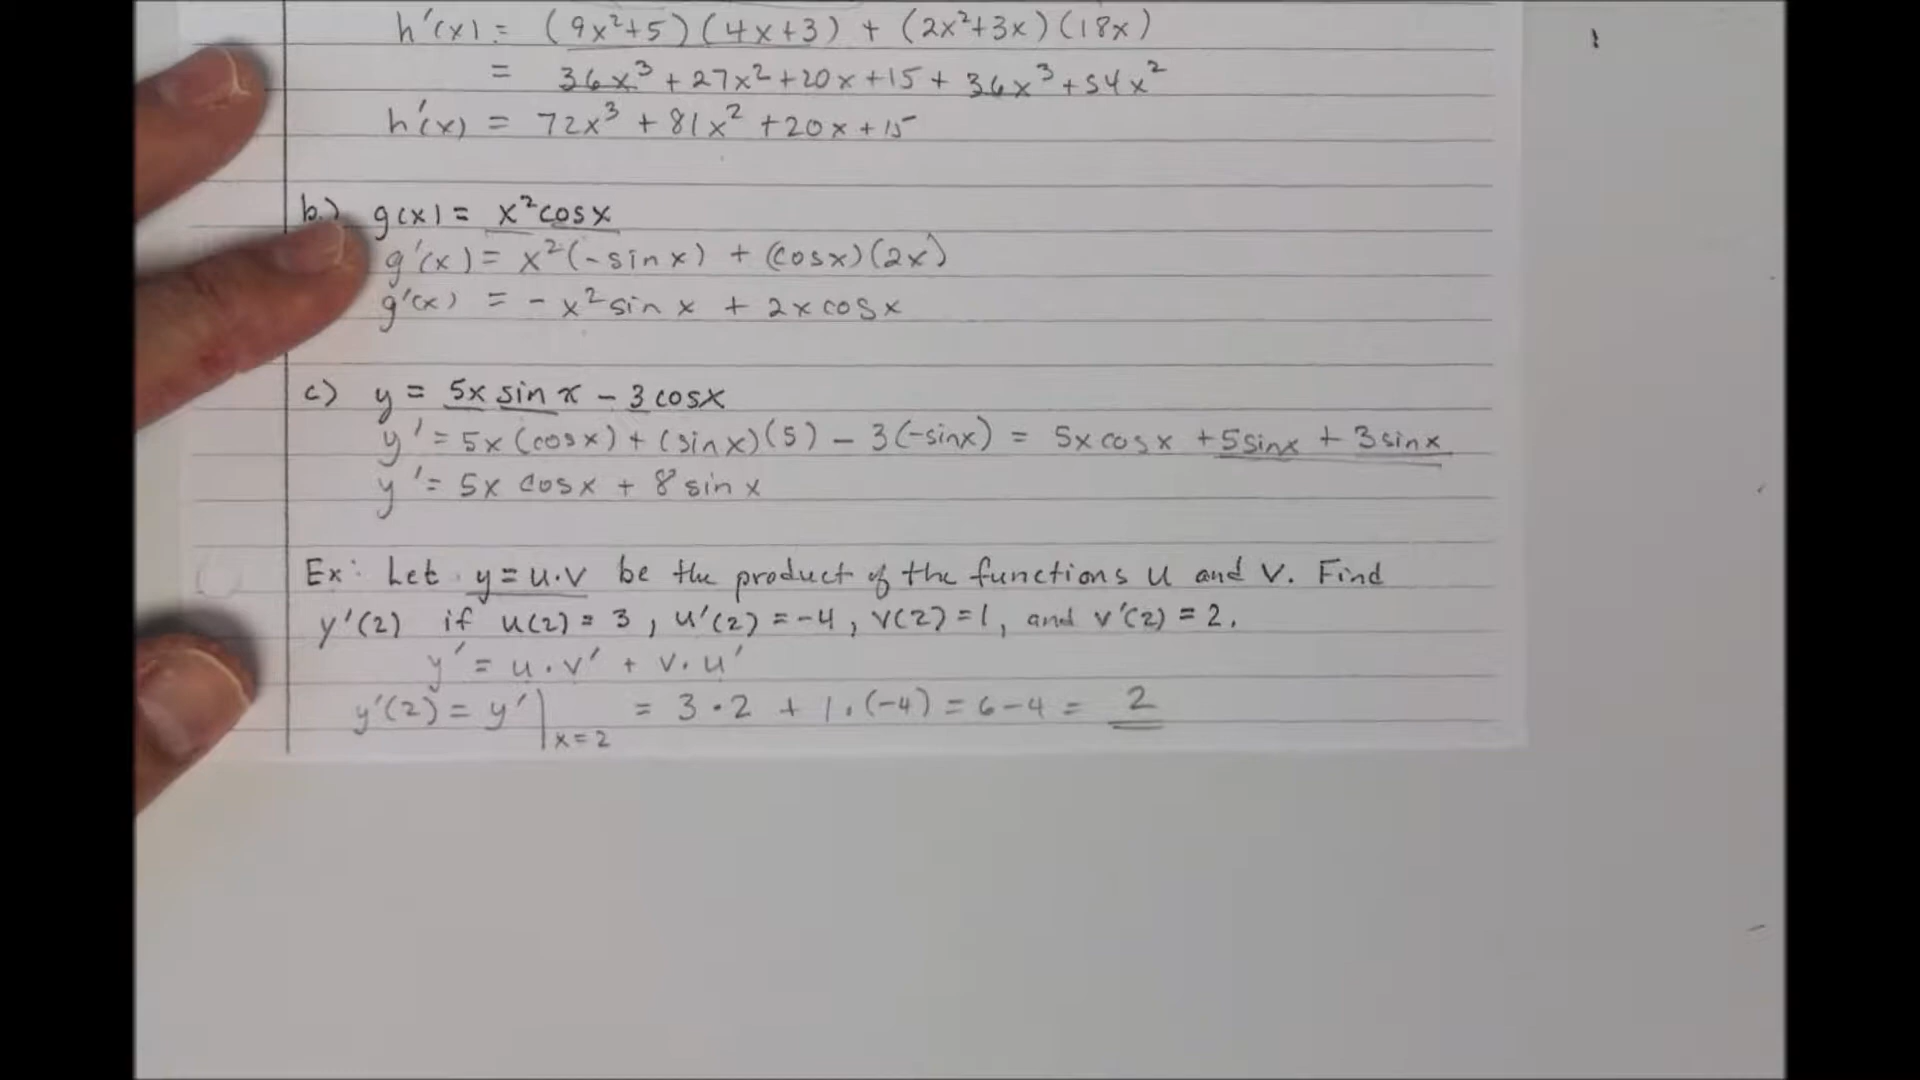 h'(x) = (9x²+5)(4x+3) + (2x²+3x)(18x)
= 36x³ + 27x² + 20x + 15 + 36x³ + 54x²
h'(x) = 72x³ + 81x² + 20x + 15
b.) g(x) = x² cos x
g'(x) = x²(-sin x) + (cos x)(2x)
g'(x) = - x² sin x + 2x cos x
c) y = 5x sin x - 3 cos x
y' = 5x (cos x) + (sin x)(5) - 3(-sin x) = 5x cos x + 5 sin x + 3 sin x
y' = 5x cos x + 8 sin x
Ex: Let y = u·v be the product of the functions u and v. Find
y'(2) if u(2) = 3, u'(2) = -4, v(2) = 1, and v'(2) = 2.
y' = u·v' + v·u'
y'(2) = y'|x=2 = 3·2 + 1·(-4) = 6-4 = 2